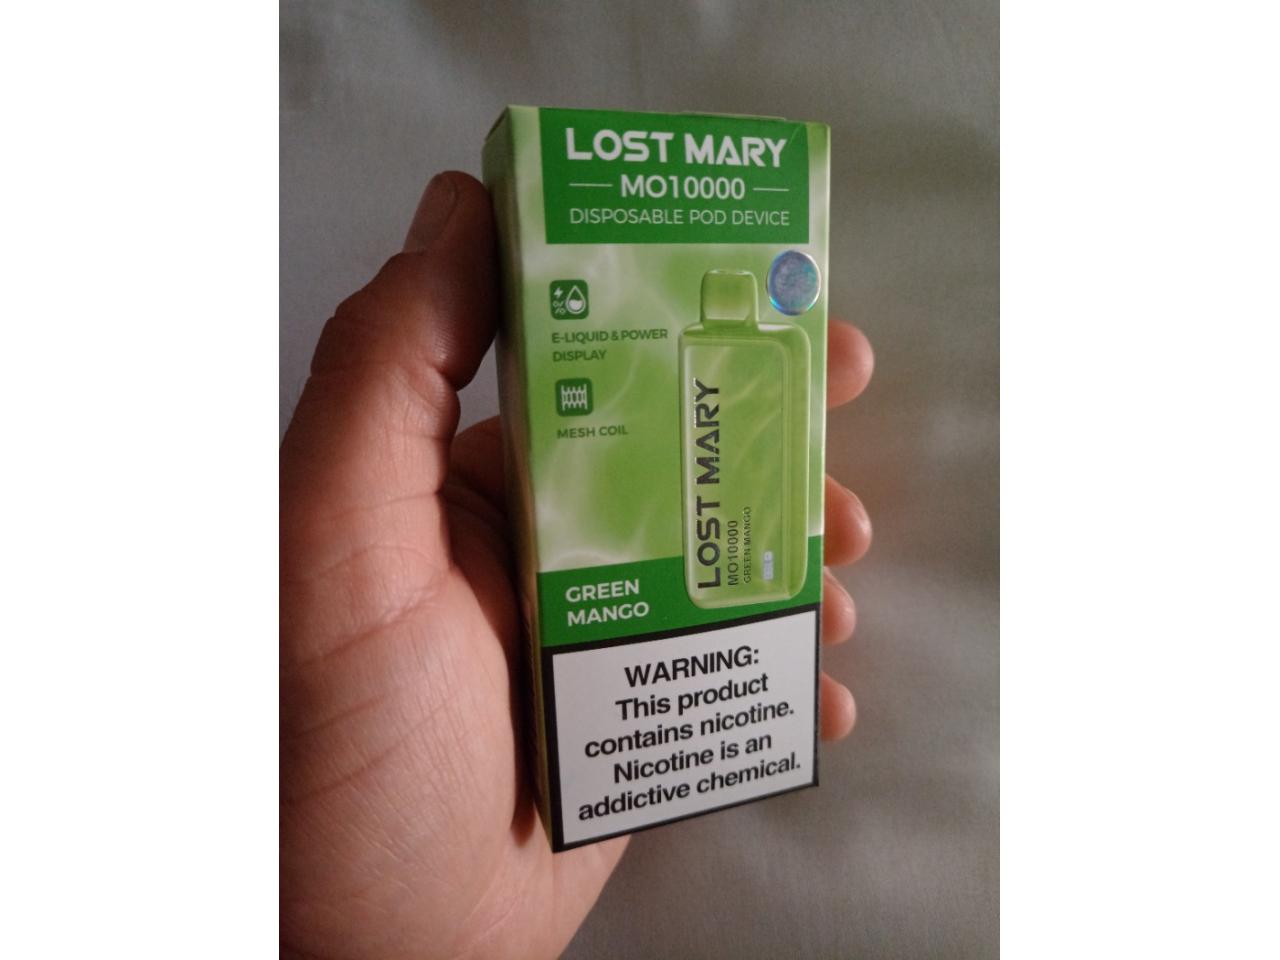 LOST MARY
MO10000
DISPOSABLE POD DEVICE
E-LIQUID & POWER
DISPLAY
MESH COIL
LOST MARY
MO10000
GREEN MANGO
GREEN
MANGO
WARNING:
This product
contains nicotine.
Nicotine is an
addictive chemical.